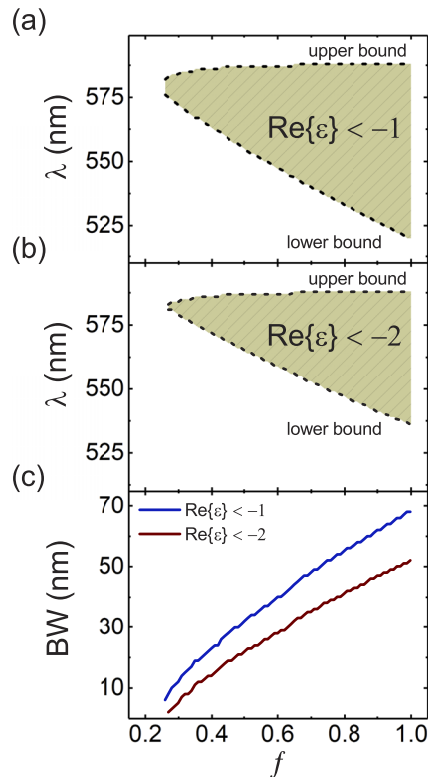 (a)
upper bound
575
Re{ε} < −1
550
λ (nm)
525
lower bound
(b)
upper bound
575
Re{ε} < −2
550
λ (nm)
lower bound
525
(c)
70
Re{ε} < −1
Re{ε} < −2
50
BW (nm)
30
10
0.2 0.4 0.6 0.8 1.0
f